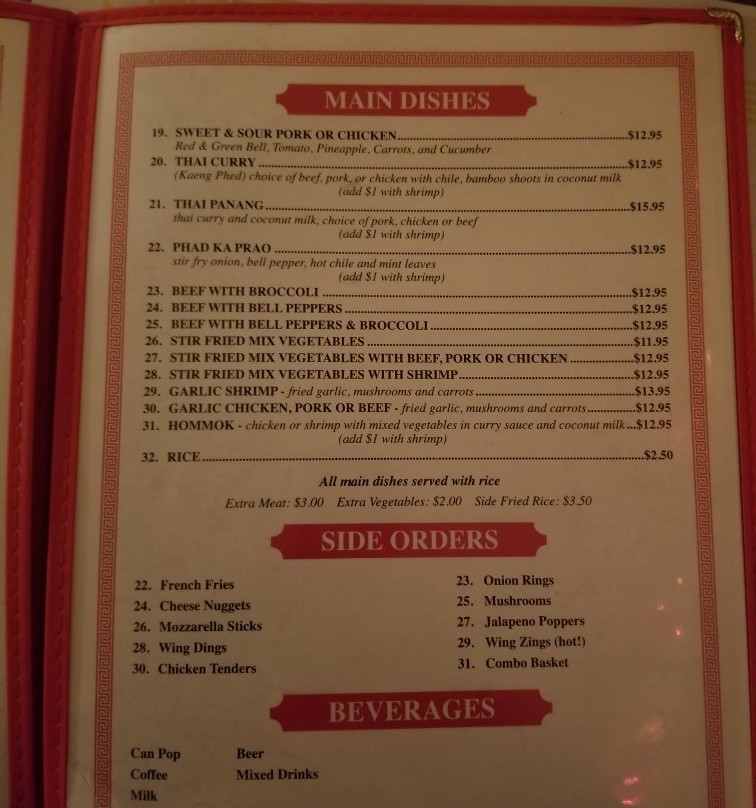 MAIN DISHES
19. SWEET & SOUR PORK OR CHICKEN...$12.95
Red & Green Bell, Tomato, Pineapple, Carrots, and Cucumber
20. THAI CURRY...$12.95
(Kaeng Phed) choice of beef, pork, or chicken with chile, bamboo shoots in coconut milk
(add $1 with shrimp)
21. THAI PANANG...$15.95
thai curry and coconut milk, choice of pork, chicken or beef
(add $1 with shrimp)
22. PHAD KA PRAO...$12.95
stir fry onion, bell pepper, hot chile and mint leaves
(add $1 with shrimp)
23. BEEF WITH BROCCOLI...$12.95
24. BEEF WITH BELL PEPPERS...$12.95
25. BEEF WITH BELL PEPPERS & BROCCOLI...$12.95
26. STIR FRIED MIX VEGETABLES...$11.95
27. STIR FRIED MIX VEGETABLES WITH BEEF, PORK OR CHICKEN...$12.95
28. STIR FRIED MIX VEGETABLES WITH SHRIMP...$12.95
29. GARLIC SHRIMP - fried garlic, mushrooms and carrots...$13.95
30. GARLIC CHICKEN, PORK OR BEEF - fried garlic, mushrooms and carrots...$12.95
31. HOMMOK - chicken or shrimp with mixed vegetables in curry sauce and coconut milk...$12.95
(add $1 with shrimp)
32. RICE...$2.50
All main dishes served with rice
Extra Meat: $3.00 Extra Vegetables: $2.00 Side Fried Rice: $3.50
SIDE ORDERS
22. French Fries 23. Onion Rings
24. Cheese Nuggets 25. Mushrooms
26. Mozzarella Sticks 27. Jalapeno Poppers
28. Wing Dings 29. Wing Zings (hot!)
30. Chicken Tenders 31. Combo Basket
BEVERAGES
Can Pop Beer
Coffee Mixed Drinks
Milk